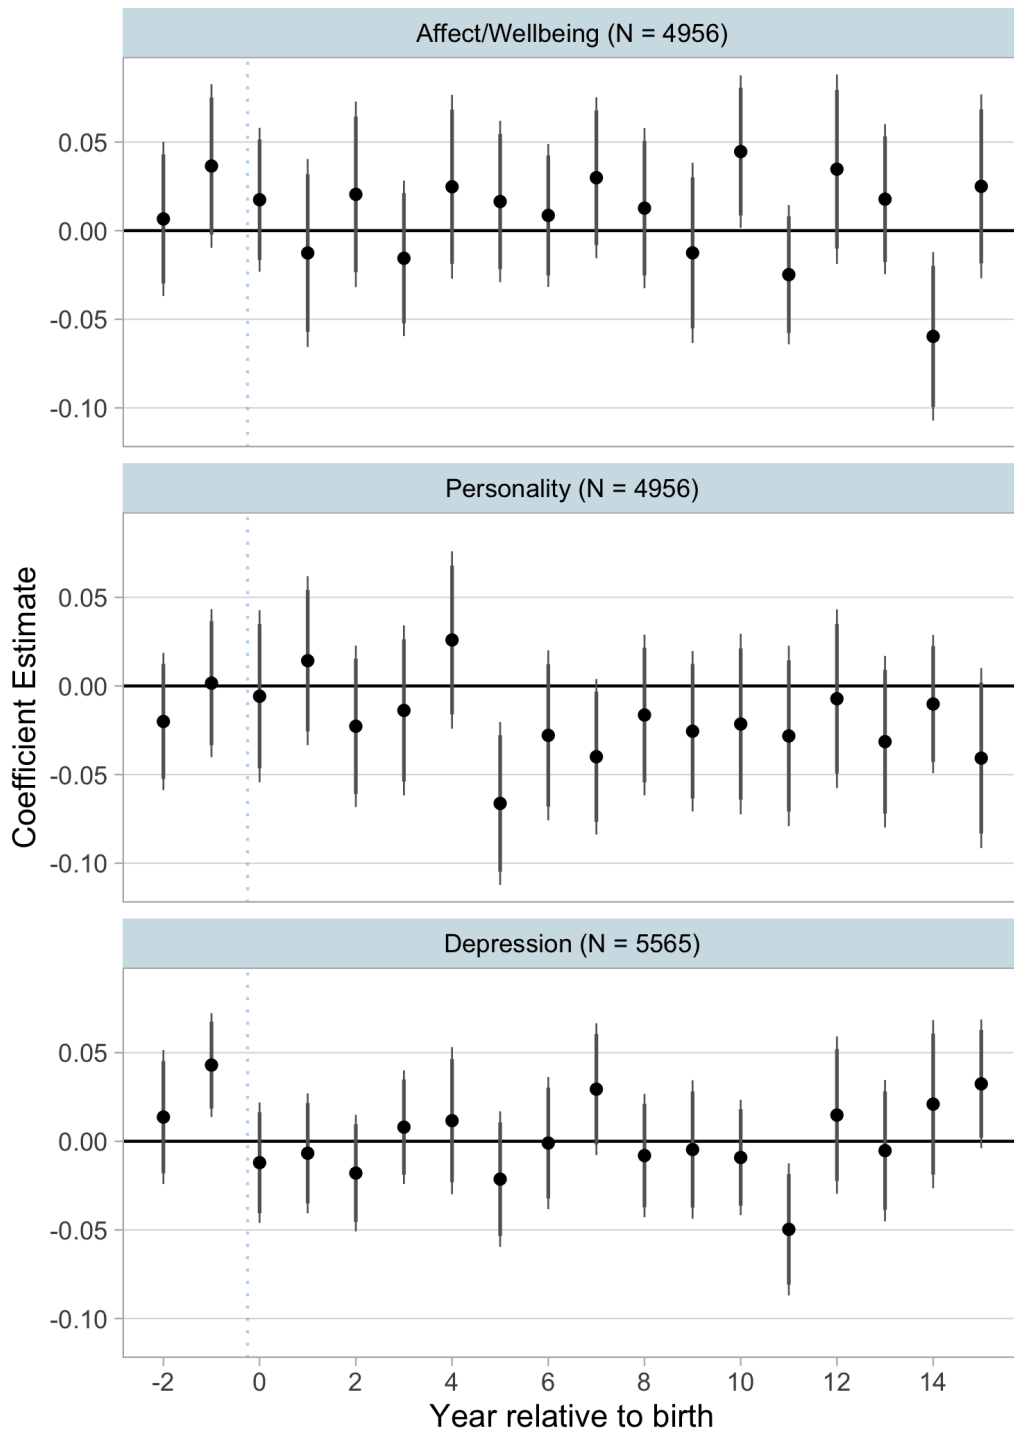 Affect/Wellbeing (N = 4956)
0.05
0.00
-0.05
-0.10
Personality (N = 4956)
0.05
0.00
-0.05
-0.10
Coefficient Estimate
Depression (N = 5565)
0.05
0.00
-0.05
-0.10
-2 0 2 4 6 8 10 12 14
Year relative to birth